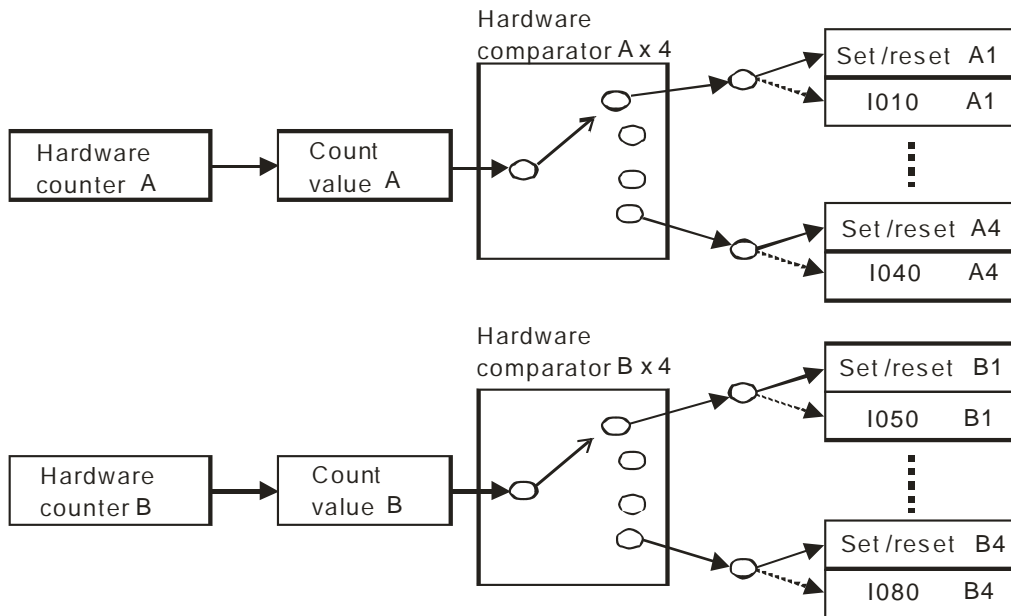 Hardware
comparator A x 4
Set/reset A1
I010 A1
Hardware
counter A
Count
value A
Set/reset A4
I040 A4
Hardware
comparator B x 4
Set/reset B1
I050 B1
Hardware
counter B
Count
value B
Set/reset B4
I080 B4